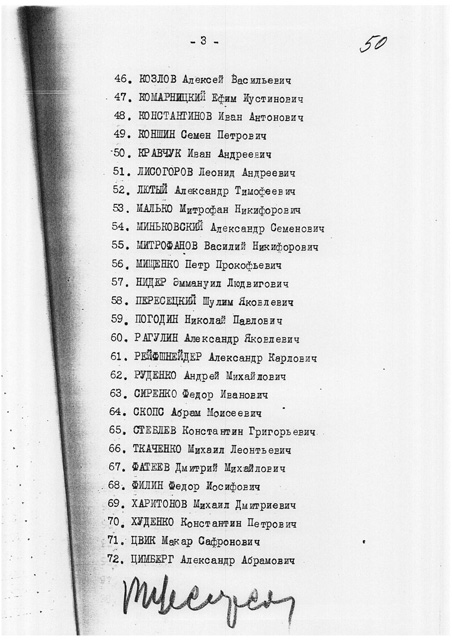 - 3 -
50
46. КОЗЛОВ Алексей Васильевич
47. КОМАРНИЦКИЙ Ефим Иустинович
48. КОНСТАНТИНОВ Иван Антонович
49. КОНШИН Семен Петрович
50. КРАВЧУК Иван Андреевич
51. ЛИСОГОРОВ Леонид Андреевич
52. ЛЮТЫЙ Александр Тимофеевич
53. МАЛЬКО Митрофан Никифорович
54. МИНЬКОВСКИЙ Александр Семенович
55. МИТРОФАНОВ Василий Никифорович
56. МИЩЕНКО Петр Прокофьевич
57. НИДЕР Эммануил Людвигович
58. ПЕРЕСЕЦКИЙ Шулим Яковлевич
59. ПОГОДИН Николай Павлович
60. РАГУЛИН Александр Яковлевич
61. РЕЙФШНЕЙДЕР Александр Карлович
62. РУДЕНКО Андрей Михайлович
63. СИРЕНКО Федор Иванович
64. СКОПС Абрам Моисеевич
65. СТЕБЛЕВ Константин Григорьевич
66. ТКАЧЕНКО Михаил Леонтьевич
67. ФАТЕЕВ Дмитрий Михайлович
68. ФИЛИН Федор Иосифович
69. ХАРИТОНОВ Михаил Дмитриевич
70. ХУДЕНКО Константин Петрович
71. ЦВИК Макар Сафронович
72. ЦИМБЕРГ Александр Абрамович